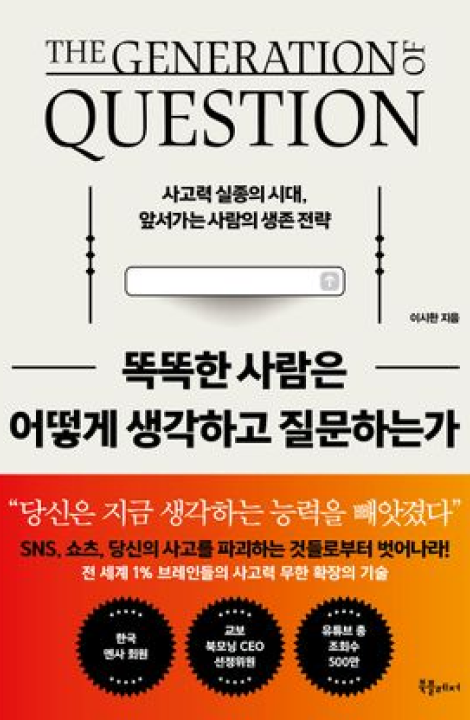 THE GENERATION OF
QUESTION
사고력 실종의 시대,
앞서가는 사람의 생존 전략
이시한 지음
똑똑한 사람은
어떻게 생각하고 질문하는가
“당신은 지금 생각하는 능력을 빼앗겼다”
SNS, 쇼츠, 당신의 사고를 파괴하는 것들로부터 벗어나라!
전 세계 1% 브레인들의 사고력 무한 확장의 기술
한국
멘사 회원
교보
북모닝 CEO
선정위원
유튜브 총
조회수
500만
북플레저